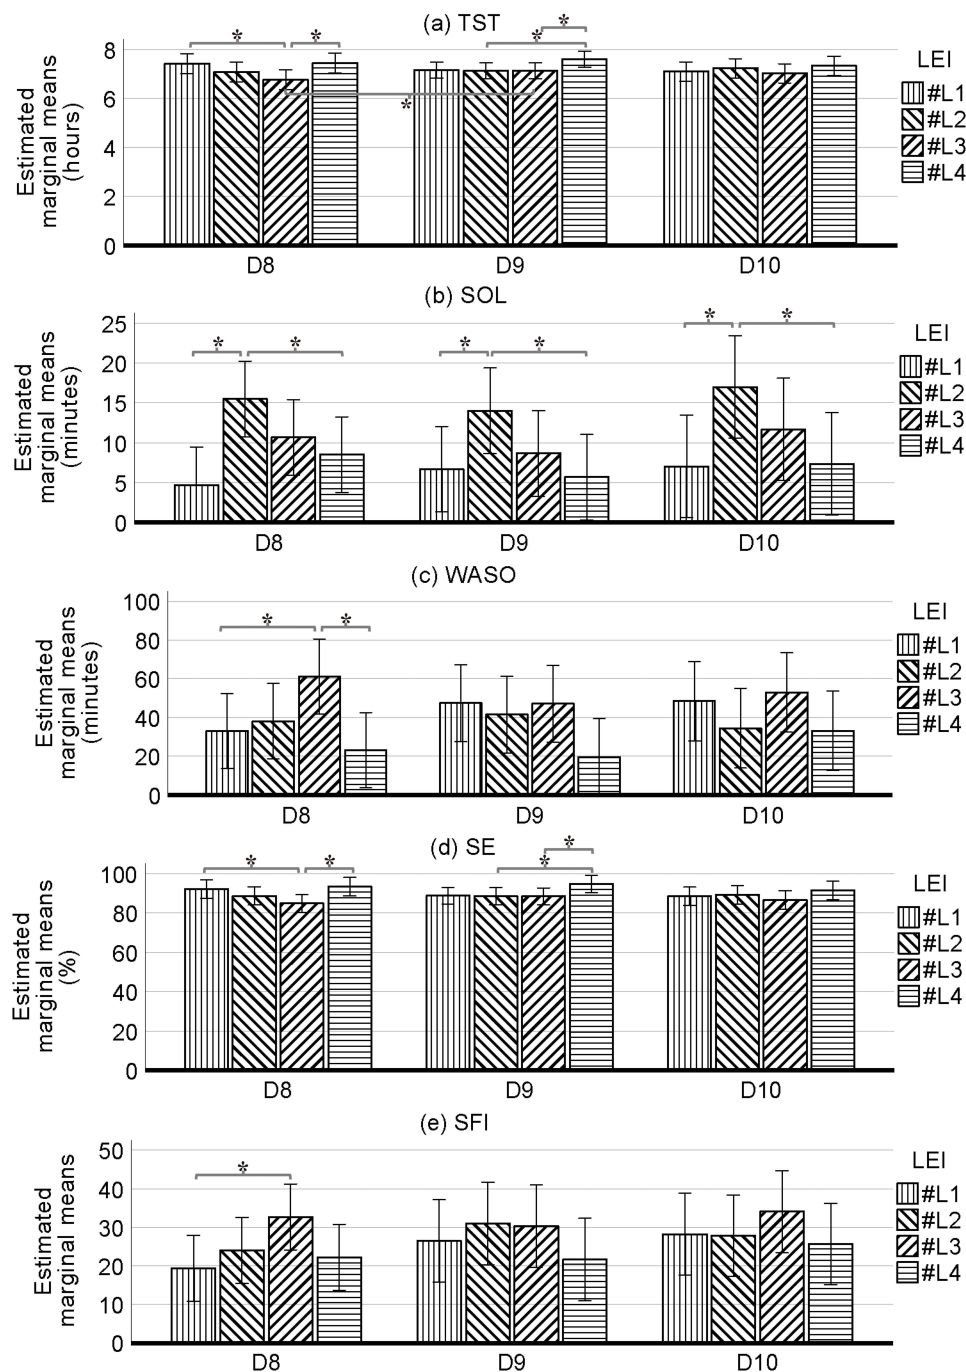 (a) TST
Estimated
marginal means
(hours)
8
6
4
2
0
* * * * *
D8 D9 D10
LEI
#L1
#L2
#L3
#L4
(b) SOL
Estimated
marginal means
(minutes)
25
20
15
10
5
0
* * * * * *
D8 D9 D10
LEI
#L1
#L2
#L3
#L4
(c) WASO
Estimated
marginal means
(minutes)
100
80
60
40
20
0
* *
D8 D9 D10
LEI
#L1
#L2
#L3
#L4
(d) SE
Estimated
marginal means
(%)
100
80
60
40
20
0
* * * *
D8 D9 D10
LEI
#L1
#L2
#L3
#L4
(e) SFI
Estimated
marginal means
50
40
30
20
10
0
*
D8 D9 D10
LEI
#L1
#L2
#L3
#L4